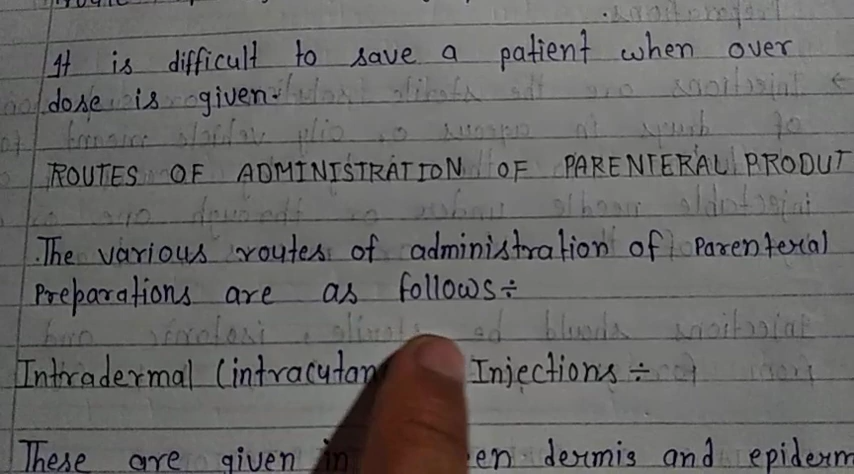 It is difficult to save a patient when over
dose is given.
ROUTES OF ADMINISTRATION OF PARENTERAL PRODUT
The various routes of administration of Parenteral
Preparations are as follows÷
Intradermal (intracutan Injections ÷
These are given in en dermis and epiderm